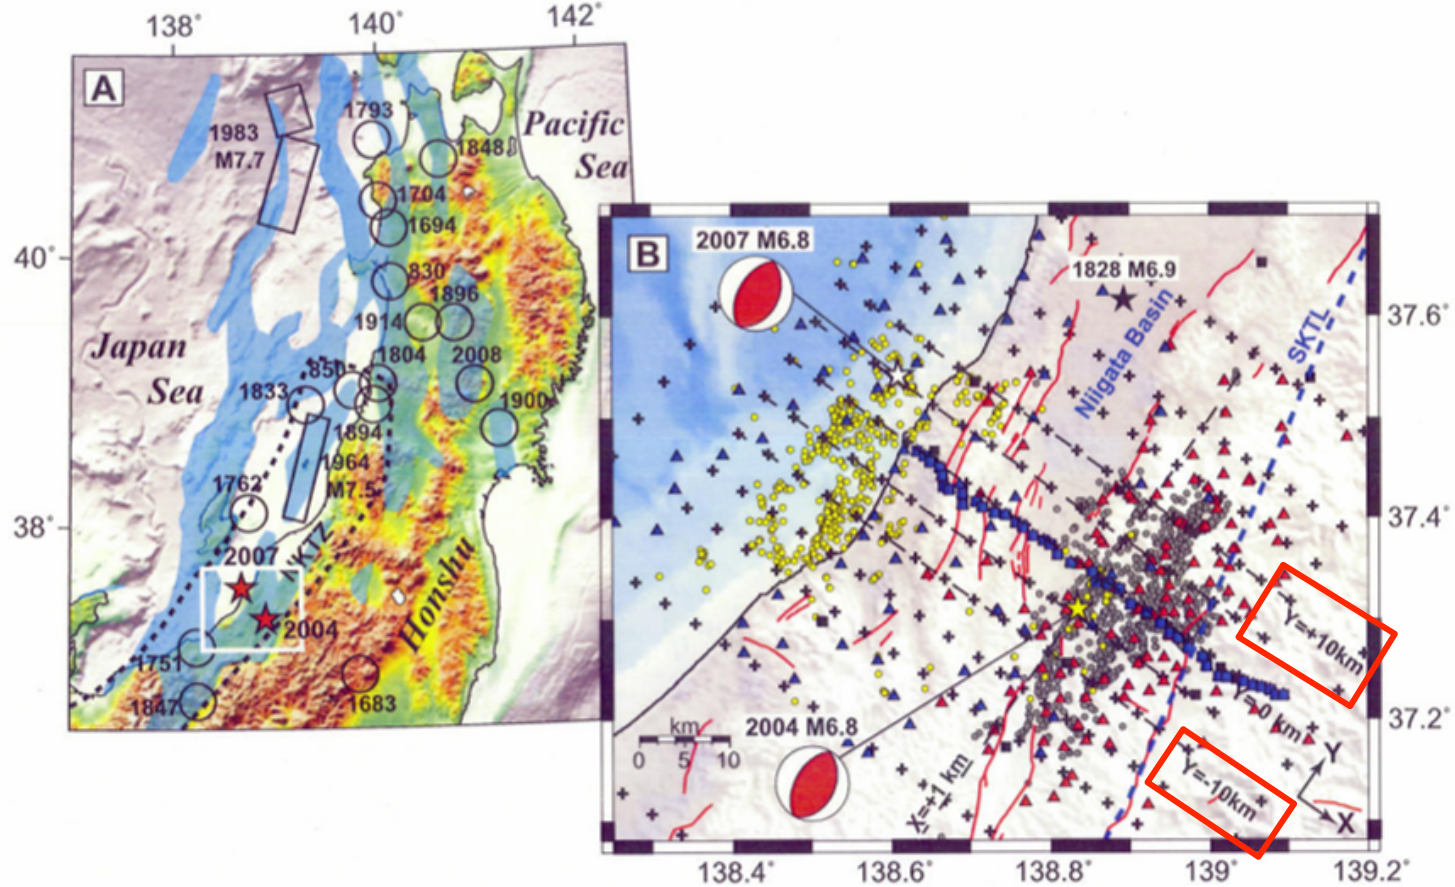 138°
140°
142°
A
1793
Pacific
Sea
1983
M7.7
1848
1704
1694
40°
830
1896
1914
Japan
Sea
1804
2008
850
1833
1900
1894
1964
M7.5
1762
38°
NKTZ
2007
Honshu
2004
1751
1847
1683
B
2007 M6.8
1828 M6.9
37.6°
SKTL
Niigata Basin
37.4°
Y=+10km
Y=0 km
37.2°
2004 M6.8
km
0 5 10
X=+1 km
Y=-10km
Y
X
138.4°
138.6°
138.8°
139°
139.2°